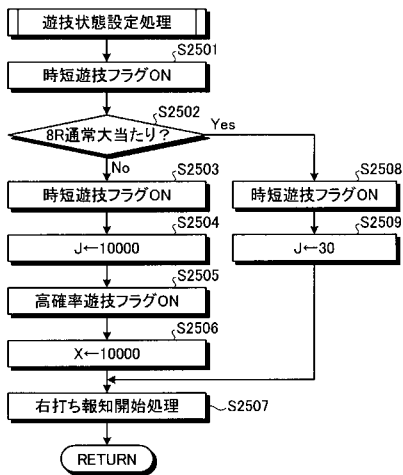 遊技状態設定処理
S2501
時短遊技フラグON
S2502
8R通常大当たり？
Yes
No
S2503
時短遊技フラグON
S2508
時短遊技フラグON
S2504
J←10000
S2509
J←30
S2505
高確率遊技フラグON
S2506
X←10000
右打ち報知開始処理
S2507
RETURN